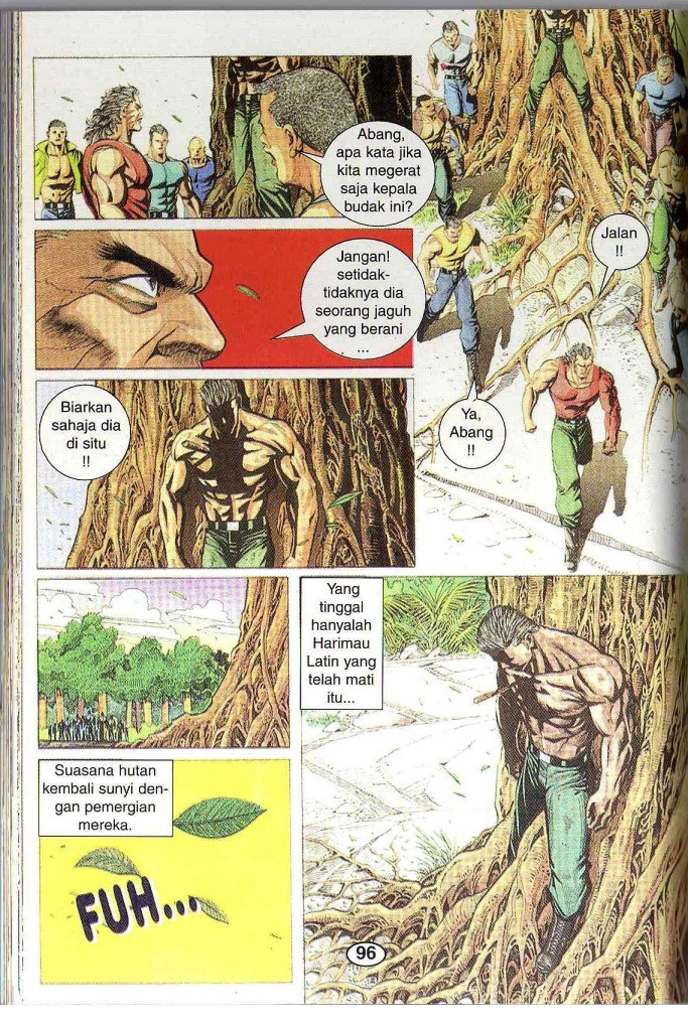 Abang,
apa kata jika
kita megerat
saja kepala
budak ini?
Jangan!
setidak-
tidaknya dia
seorang jaguh
yang berani
...
Biarkan
sahaja dia
di situ
!!
Jalan
!!
Ya,
Abang
!!
Suasana hutan
kembali sunyi den-
gan pemergian
mereka.
FUH...
Yang
tinggal
hanyalah
Harimau
Latin yang
telah mati
itu...
96